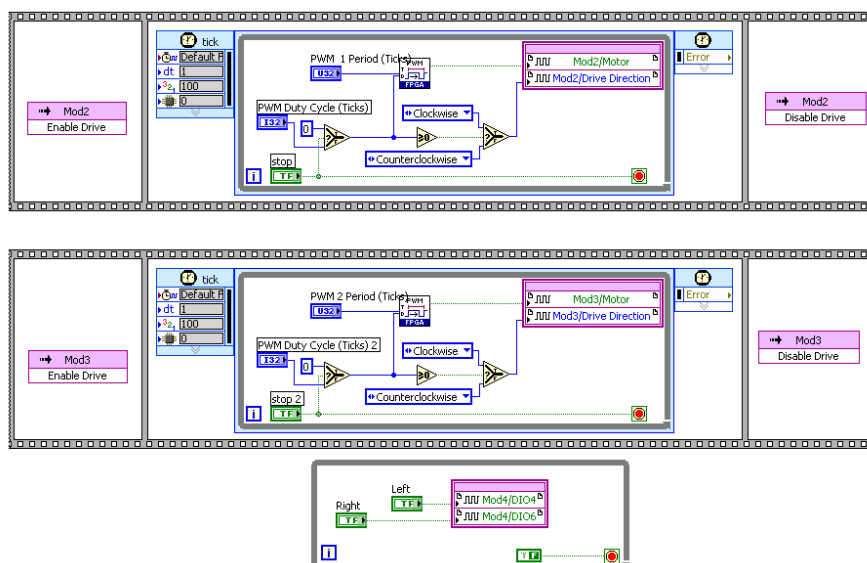 tick
Default F
dt 1
100
0
PWM 1 Period (Ticks)
U32
PWM
FPGA
Mod2/Motor
Mod2/Drive Direction
Error
Mod2
Enable Drive
PWM Duty Cycle (Ticks)
I32
0
Clockwise
≥0
Counterclockwise
stop
TF
i
Mod2
Disable Drive
tick
Default F
dt 1
100
0
PWM 2 Period (Ticks)
U32
PWM
FPGA
Mod3/Motor
Mod3/Drive Direction
Error
Mod3
Enable Drive
PWM Duty Cycle (Ticks) 2
I32
0
Clockwise
≥0
Counterclockwise
stop 2
TF
i
Mod3
Disable Drive
Left
TF
Mod4/DIO4
Right
TF
Mod4/DIO6
i
F